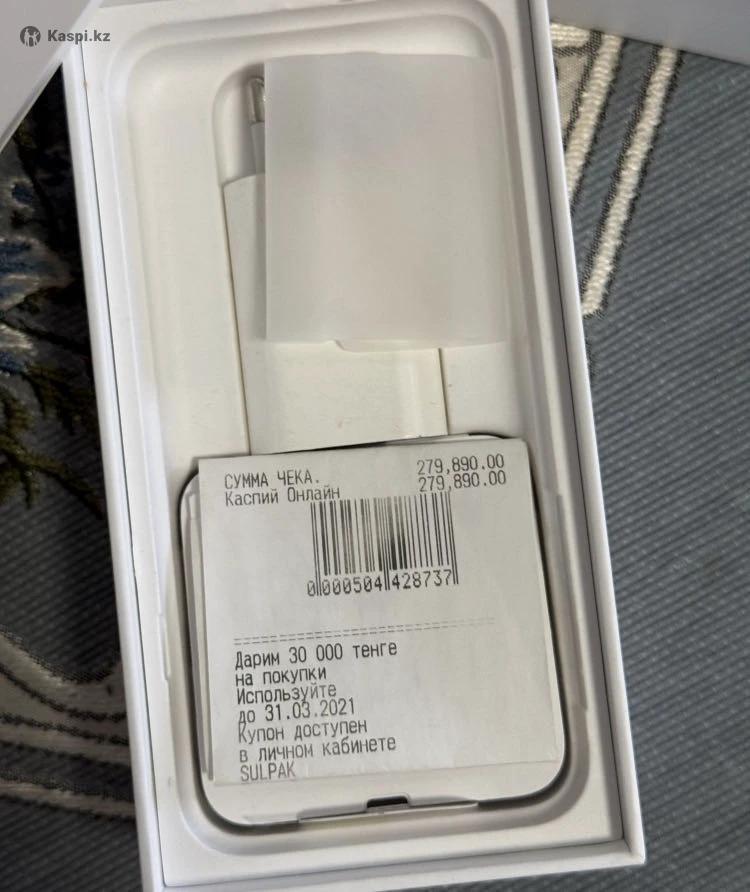 Kaspi.kz
СУММА ЧЕКА. 279,890.00
Каспий Онлайн 279,890.00
0000504428737
Дарим 30 000 тенге
на покупки
Используйте
до 31.03.2021
Купон доступен
в личном кабинете
SULPAK